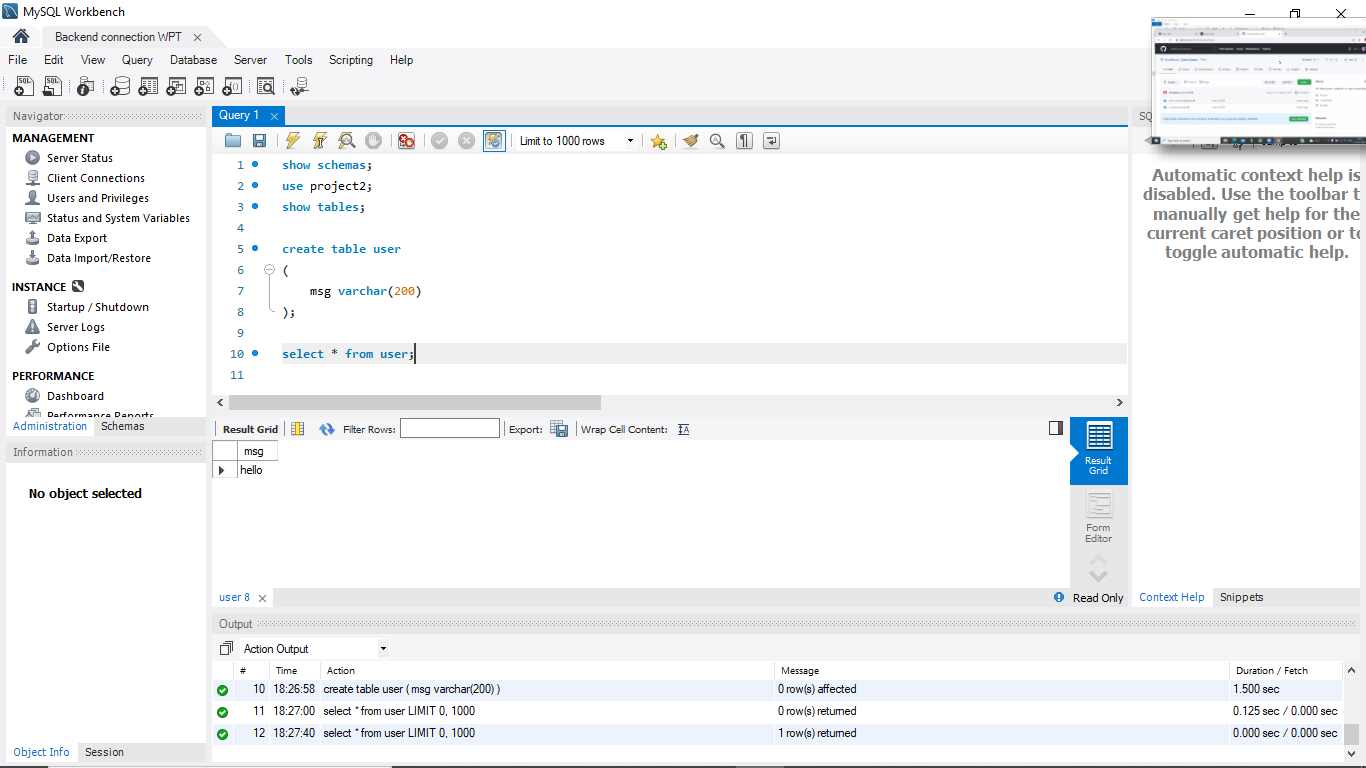 MySQL Workbench
Backend connection WPT
File Edit View Query Database Server Tools Scripting Help
Navigator
MANAGEMENT
Server Status
Client Connections
Users and Privileges
Status and System Variables
Data Export
Data Import/Restore
INSTANCE
Startup / Shutdown
Server Logs
Options File
PERFORMANCE
Dashboard
Performance Reports
Administration Schemas
Information
No object selected
Object Info Session
Query 1
Limit to 1000 rows
1 show schemas;
2 use project2;
3 show tables;
4
5 create table user
6 (
7 msg varchar(200)
8 );
9
10 select * from user;
11
Result Grid Filter Rows: Export: Wrap Cell Content:
msg
hello
Result
Grid
Form
Editor
user 8
Read Only
Output
Action Output
# Time Action Message Duration / Fetch
10 18:26:58 create table user ( msg varchar(200) ) 0 row(s) affected 1.500 sec
11 18:27:00 select * from user LIMIT 0, 1000 0 row(s) returned 0.125 sec / 0.000 sec
12 18:27:40 select * from user LIMIT 0, 1000 1 row(s) returned 0.000 sec / 0.000 sec
SQ
Automatic context help is
disabled. Use the toolbar t
manually get help for the
current caret position or to
toggle automatic help.
Context Help Snippets